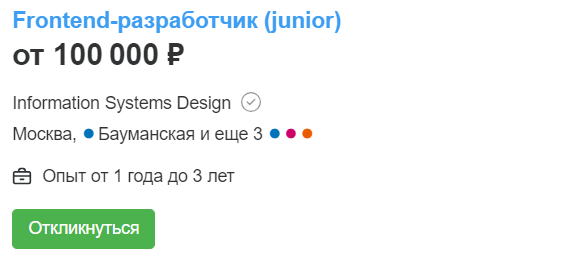 Frontend-разработчик (junior)
от 100 000 ₽
Information Systems Design
Москва, Бауманская и еще 3
Опыт от 1 года до 3 лет
Откликнуться